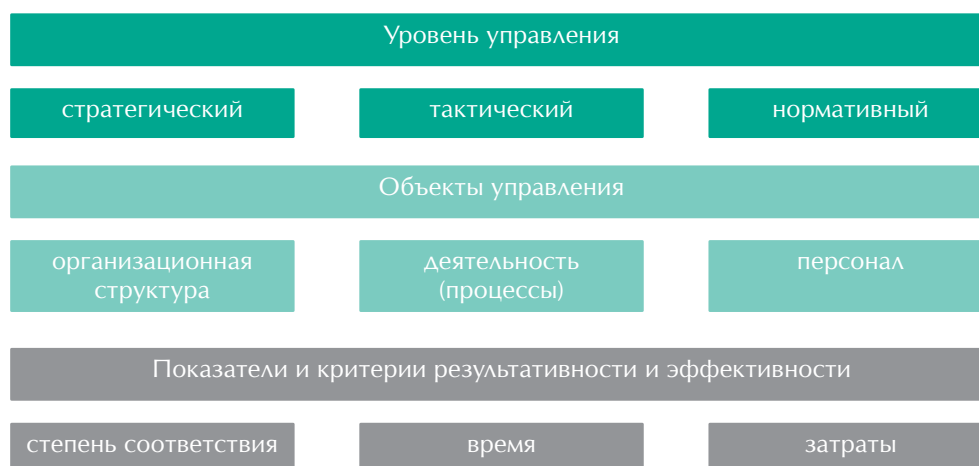 Уровень управления
стратегический
тактический
нормативный
Объекты управления
организационная
структура
деятельность
(процессы)
персонал
Показатели и критерии результативности и эффективности
степень соответствия
время
затраты